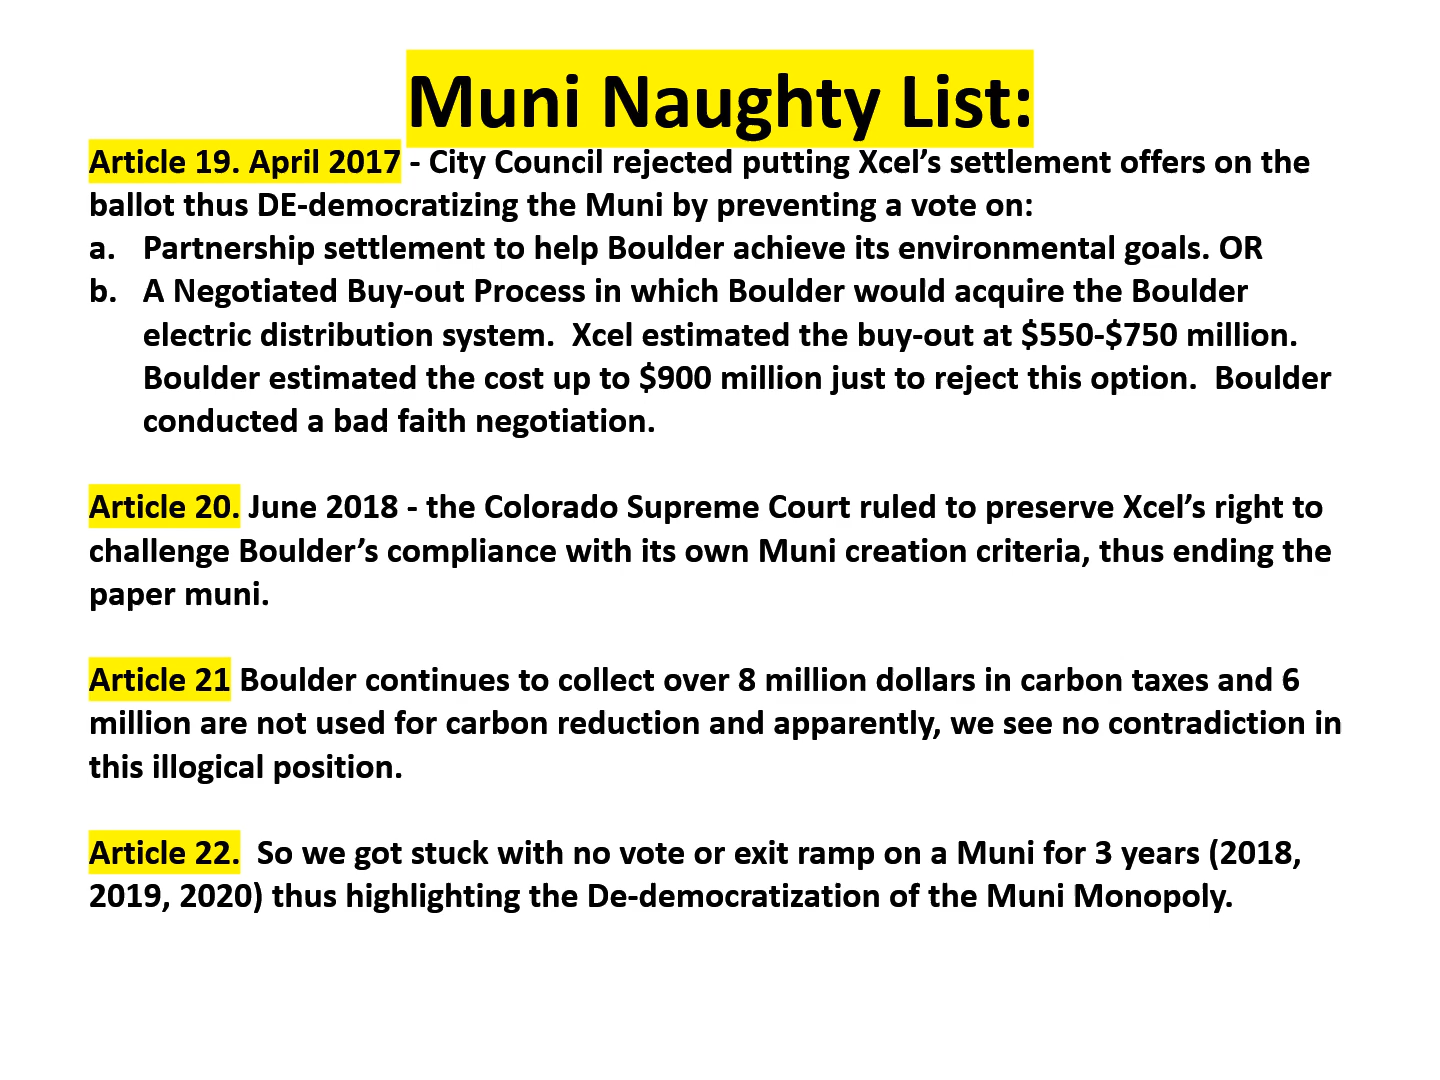 Muni Naughty List:
Article 19. April 2017 - City Council rejected putting Xcel’s settlement offers on the
ballot thus DE-democratizing the Muni by preventing a vote on:
a. Partnership settlement to help Boulder achieve its environmental goals. OR
b. A Negotiated Buy-out Process in which Boulder would acquire the Boulder
electric distribution system.  Xcel estimated the buy-out at $550-$750 million.
Boulder estimated the cost up to $900 million just to reject this option.  Boulder
conducted a bad faith negotiation.
Article 20. June 2018 - the Colorado Supreme Court ruled to preserve Xcel’s right to
challenge Boulder’s compliance with its own Muni creation criteria, thus ending the
paper muni.
Article 21 Boulder continues to collect over 8 million dollars in carbon taxes and 6
million are not used for carbon reduction and apparently, we see no contradiction in
this illogical position.
Article 22.  So we got stuck with no vote or exit ramp on a Muni for 3 years (2018,
2019, 2020) thus highlighting the De-democratization of the Muni Monopoly.